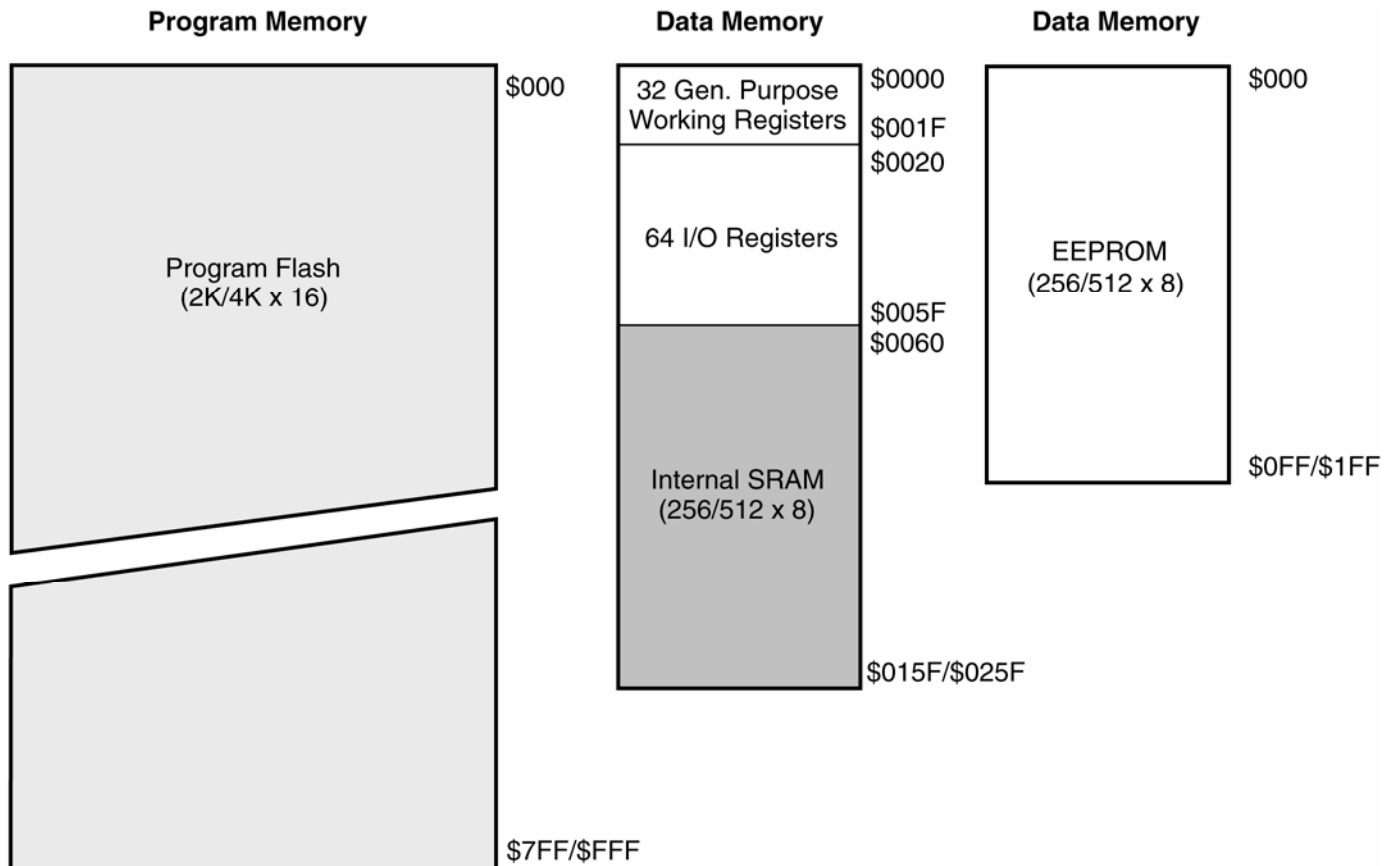 Program Memory
$000
Program Flash
(2K/4K x 16)
$7FF/$FFF
Data Memory
32 Gen. Purpose
Working Registers
$0000
$001F
$0020
64 I/O Registers
$005F
$0060
Internal SRAM
(256/512 x 8)
$015F/$025F
Data Memory
$000
EEPROM
(256/512 x 8)
$0FF/$1FF